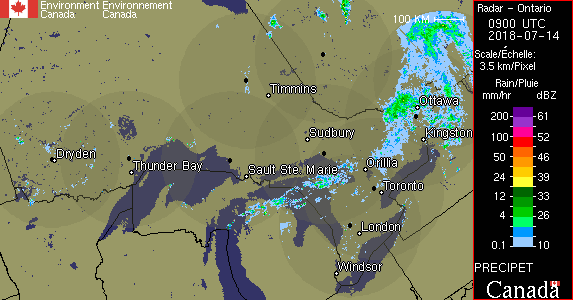 Environment Environnement
Canada Canada
100 KM
Timmins
Ottawa
Sudbury
Kingston
Dryden
Thunder Bay
Sault Ste. Marie
Orillia
Toronto
London
Windsor
Radar - Ontario
0900 UTC
2018-07-14
Scale/Échelle:
3.5 km/Pixel
Rain/Pluie
mm/hr dBZ
200 61
100 52
50 46
24 39
12 33
4 26
0.1 10
PRECIPET
Canada